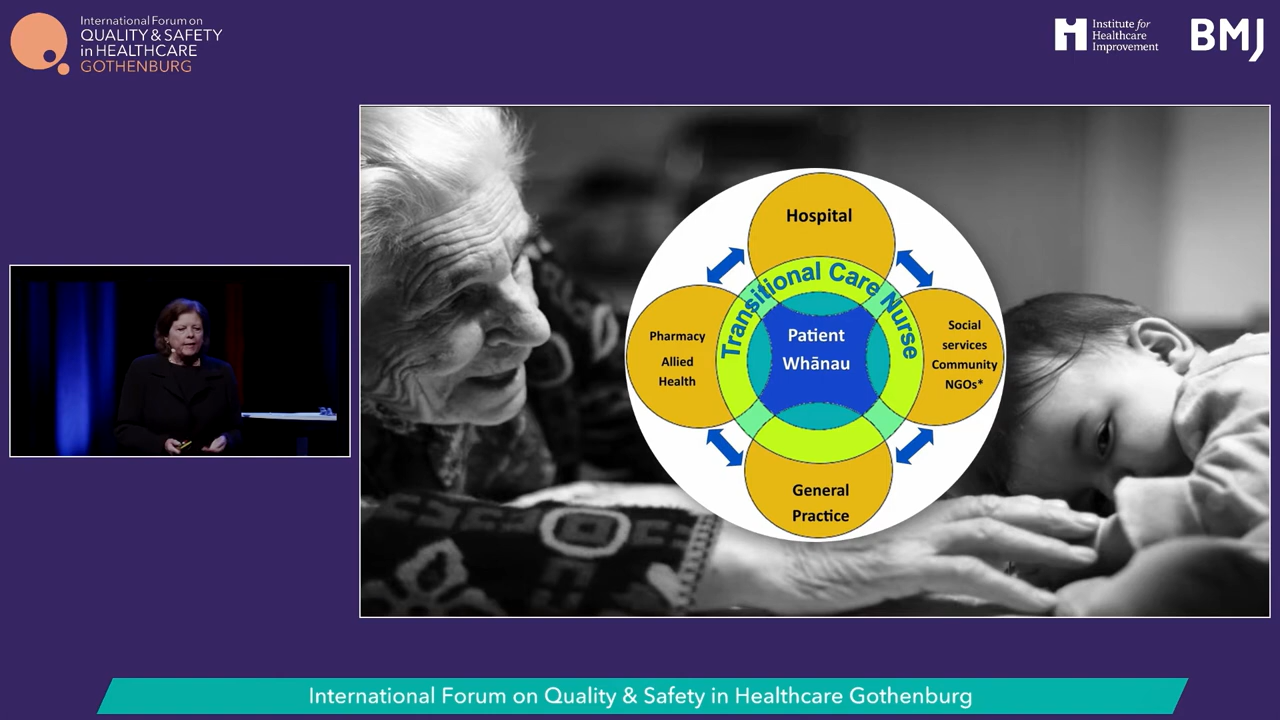 International Forum on
QUALITY & SAFETY
in HEALTHCARE
GOTHENBURG
Institute for
Healthcare
Improvement
BMJ
Hospital
Transitional Care Nurse
Pharmacy
Allied
Health
Patient
Whānau
Social
services
Community
NGOs*
General
Practice
International Forum on Quality & Safety in Healthcare Gothenburg